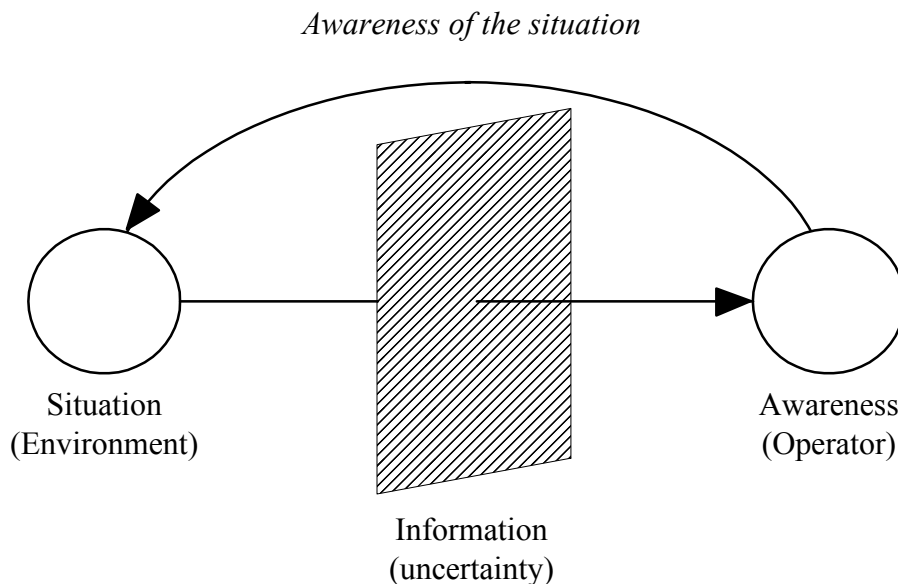 Awareness of the situation
Situation
(Environment)
Awareness
(Operator)
Information
(uncertainty)